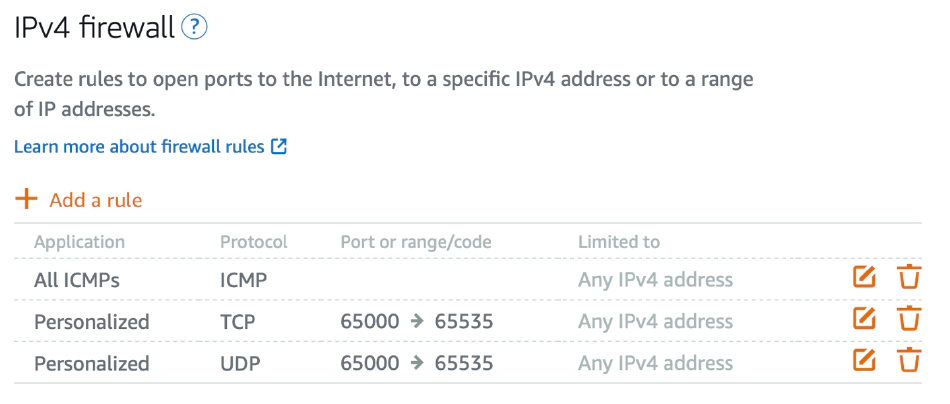 IPv4 firewall ?
Create rules to open ports to the Internet, to a specific IPv4 address or to a range
of IP addresses.
Learn more about firewall rules
+ Add a rule
Application Protocol Port or range/code Limited to
All ICMPs ICMP Any IPv4 address
Personalized TCP 65000 → 65535 Any IPv4 address
Personalized UDP 65000 → 65535 Any IPv4 address